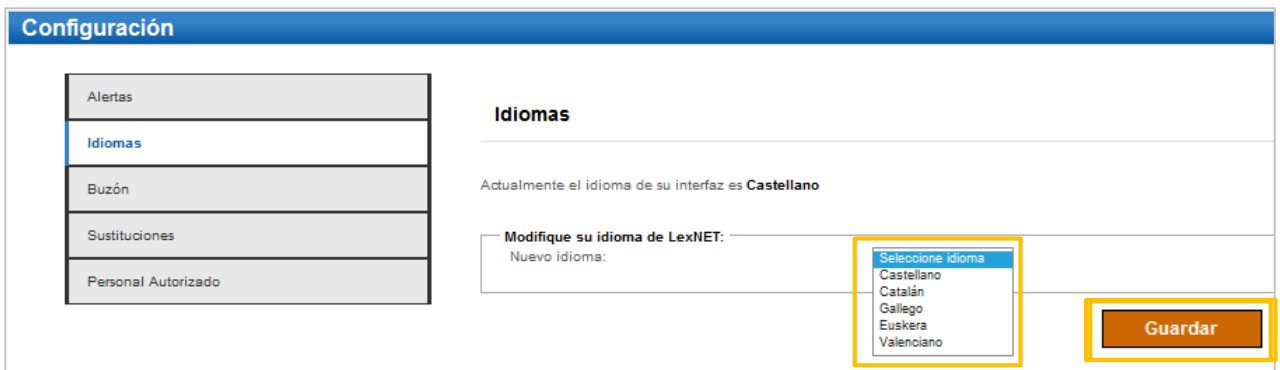 Configuración
Alertas
Idiomas
Buzón
Sustituciones
Personal Autorizado
Idiomas
Actualmente el idioma de su interfaz es Castellano
Modifique su idioma de LexNET:
Nuevo idioma:
Seleccione idioma
Castellano
Catalán
Gallego
Euskera
Valenciano
Guardar